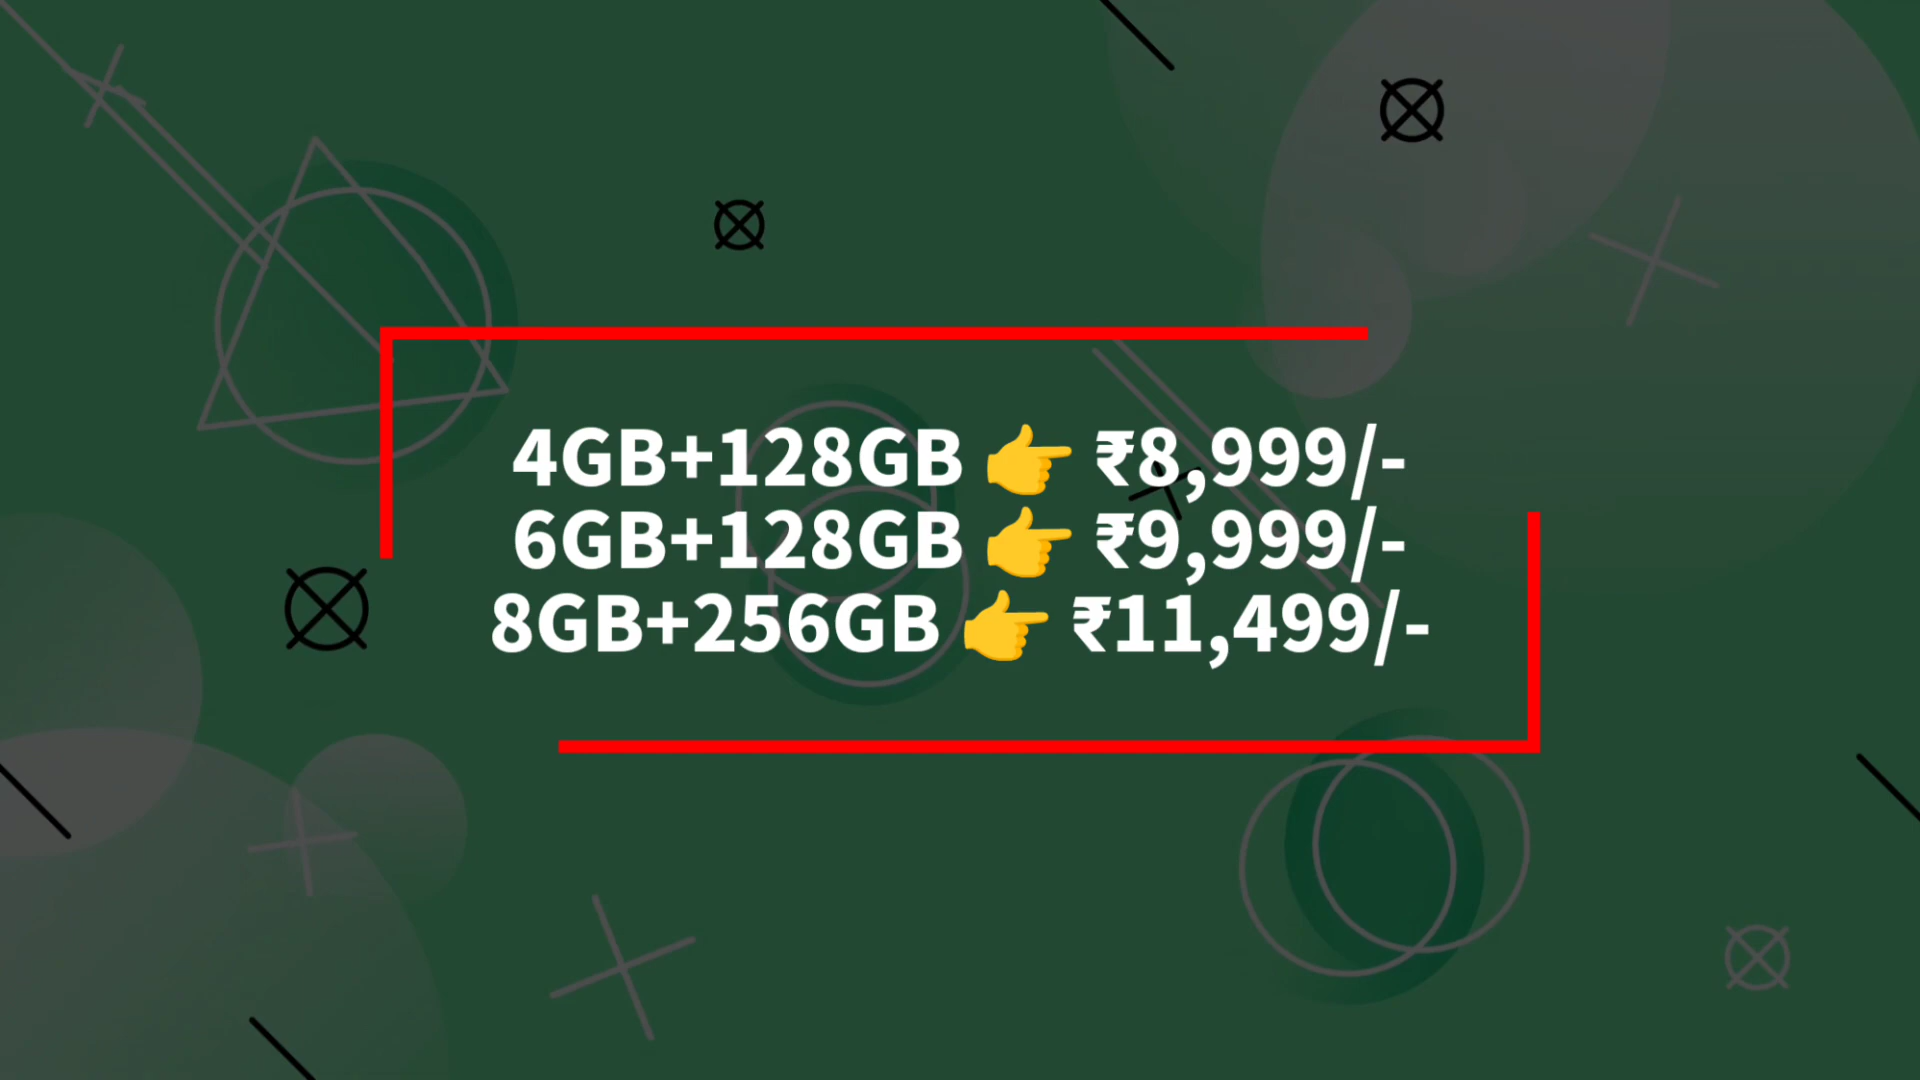 4GB+128GB 👉 ₹8,999/-
6GB+128GB 👉 ₹9,999/-
8GB+256GB 👉 ₹11,499/-